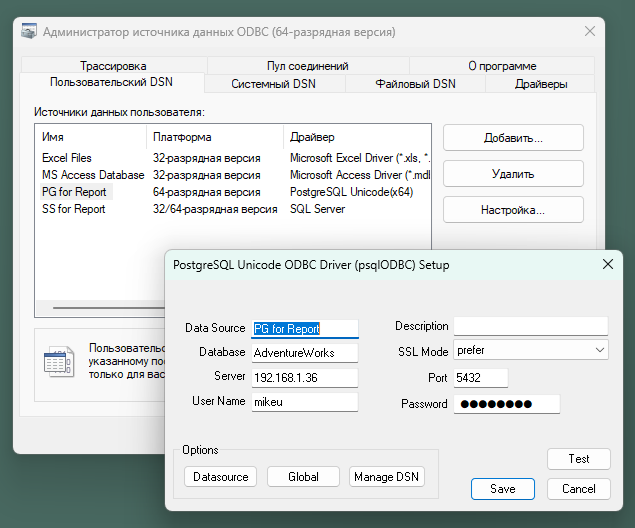 Администратор источника данных ODBC (64-разрядная версия)
Трассировка Пул соединений О программе
Пользовательский DSN Системный DSN Файловый DSN Драйверы
Источники данных пользователя:
Имя Платформа Драйвер
Excel Files 32-разрядная версия Microsoft Excel Driver (*.xls, *.
MS Access Database 32-разрядная версия Microsoft Access Driver (*.mdl
PG for Report 64-разрядная версия PostgreSQL Unicode(x64)
SS for Report 32/64-разрядная версия SQL Server
Добавить...
Удалить
Настройка...
Пользовательс
указанному пос
только для вас
PostgreSQL Unicode ODBC Driver (psqlODBC) Setup
Data Source PG for Report Description
Database AdventureWorks SSL Mode prefer
Server 192.168.1.36 Port 5432
User Name mikeu Password ●●●●●●●●
Options
Datasource Global Manage DSN
Test
Save Cancel